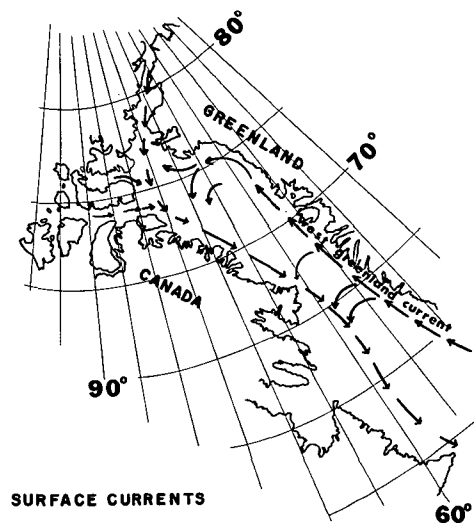 80°
GREENLAND
70°
west greenland current
CANADA
90°
SURFACE CURRENTS
60°